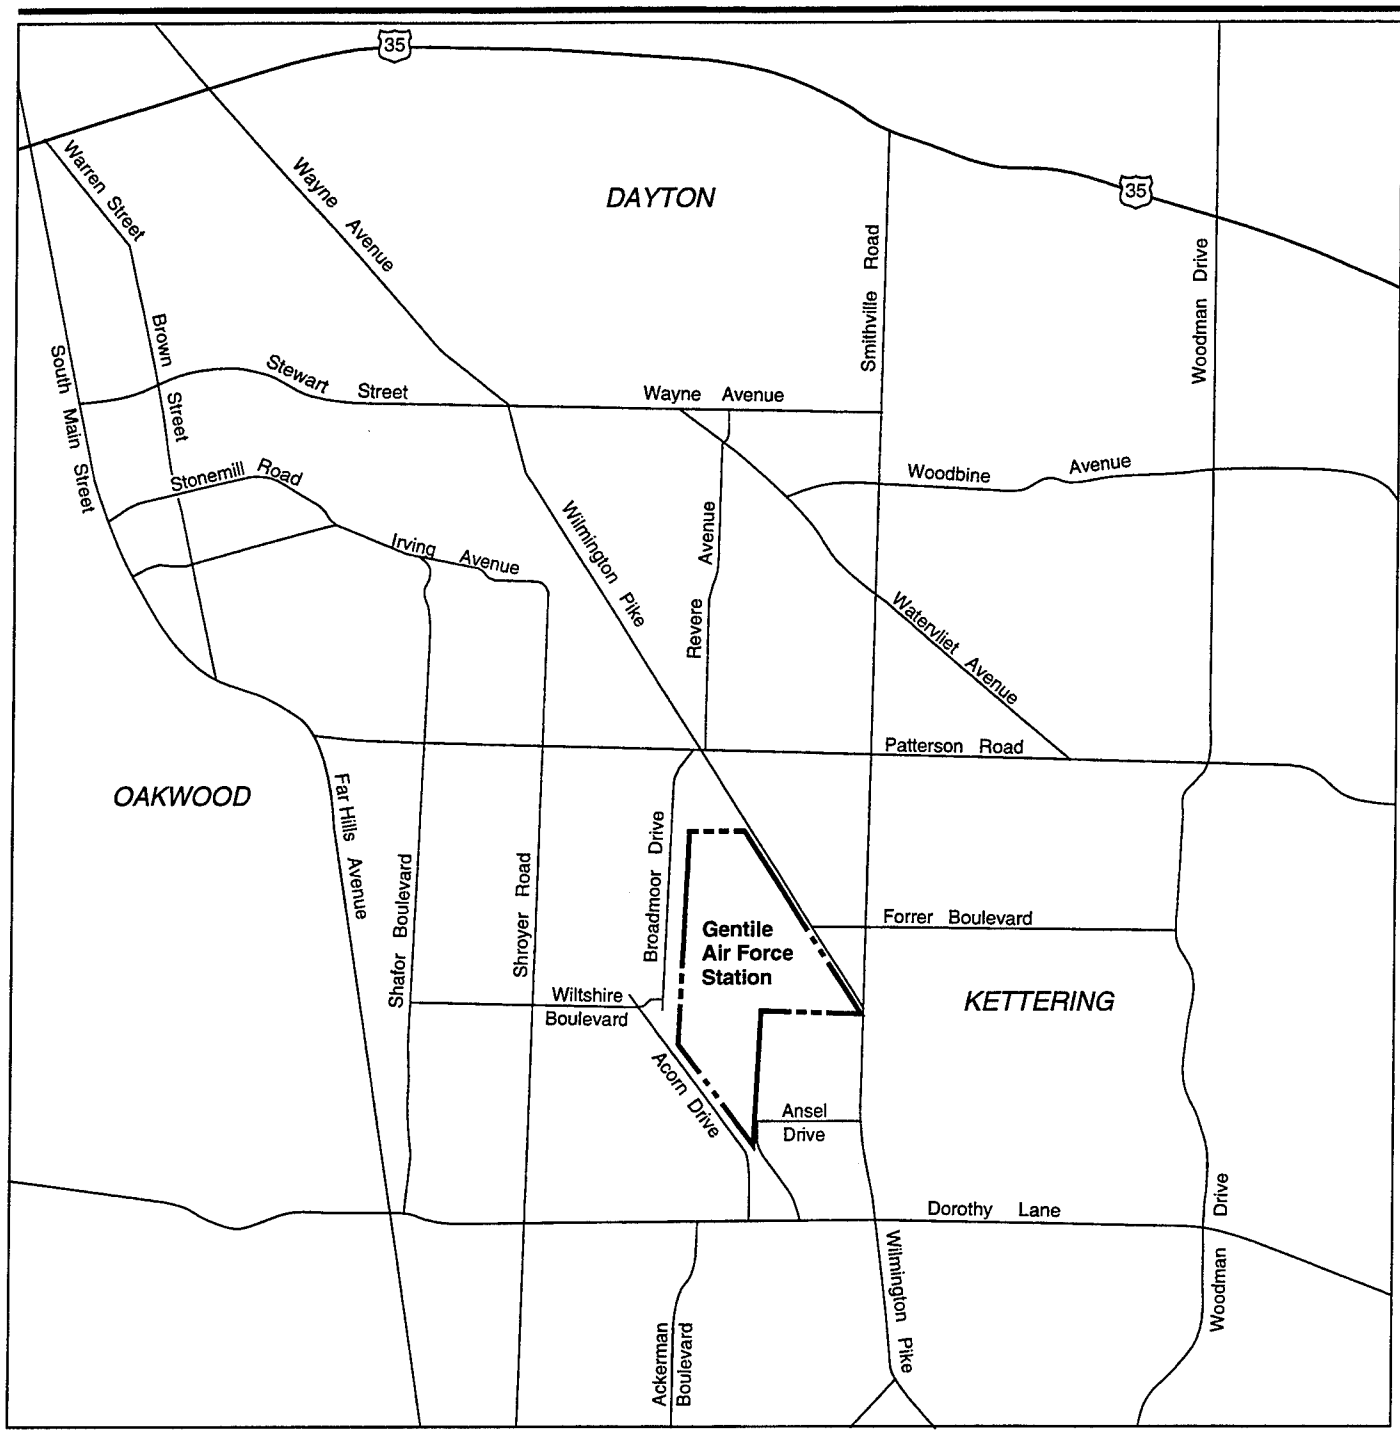 35
35
Warren Street
Wayne Avenue
DAYTON
Smithville Road
Woodman Drive
Brown Street
South Main Street
Stewart Street
Wayne Avenue
Stonemill Road
Woodbine Avenue
Irving Avenue
Wilmington Pike
Revere Avenue
Watervliet Avenue
Patterson Road
OAKWOOD
Far Hills Avenue
Shafor Boulevard
Shroyer Road
Broadmoor Drive
Gentile
Air Force
Station
Forrer Boulevard
KETTERING
Wiltshire
Boulevard
Acorn Drive
Ansel
Drive
Dorothy Lane
Woodman Drive
Wilmington Pike
Ackerman
Boulevard